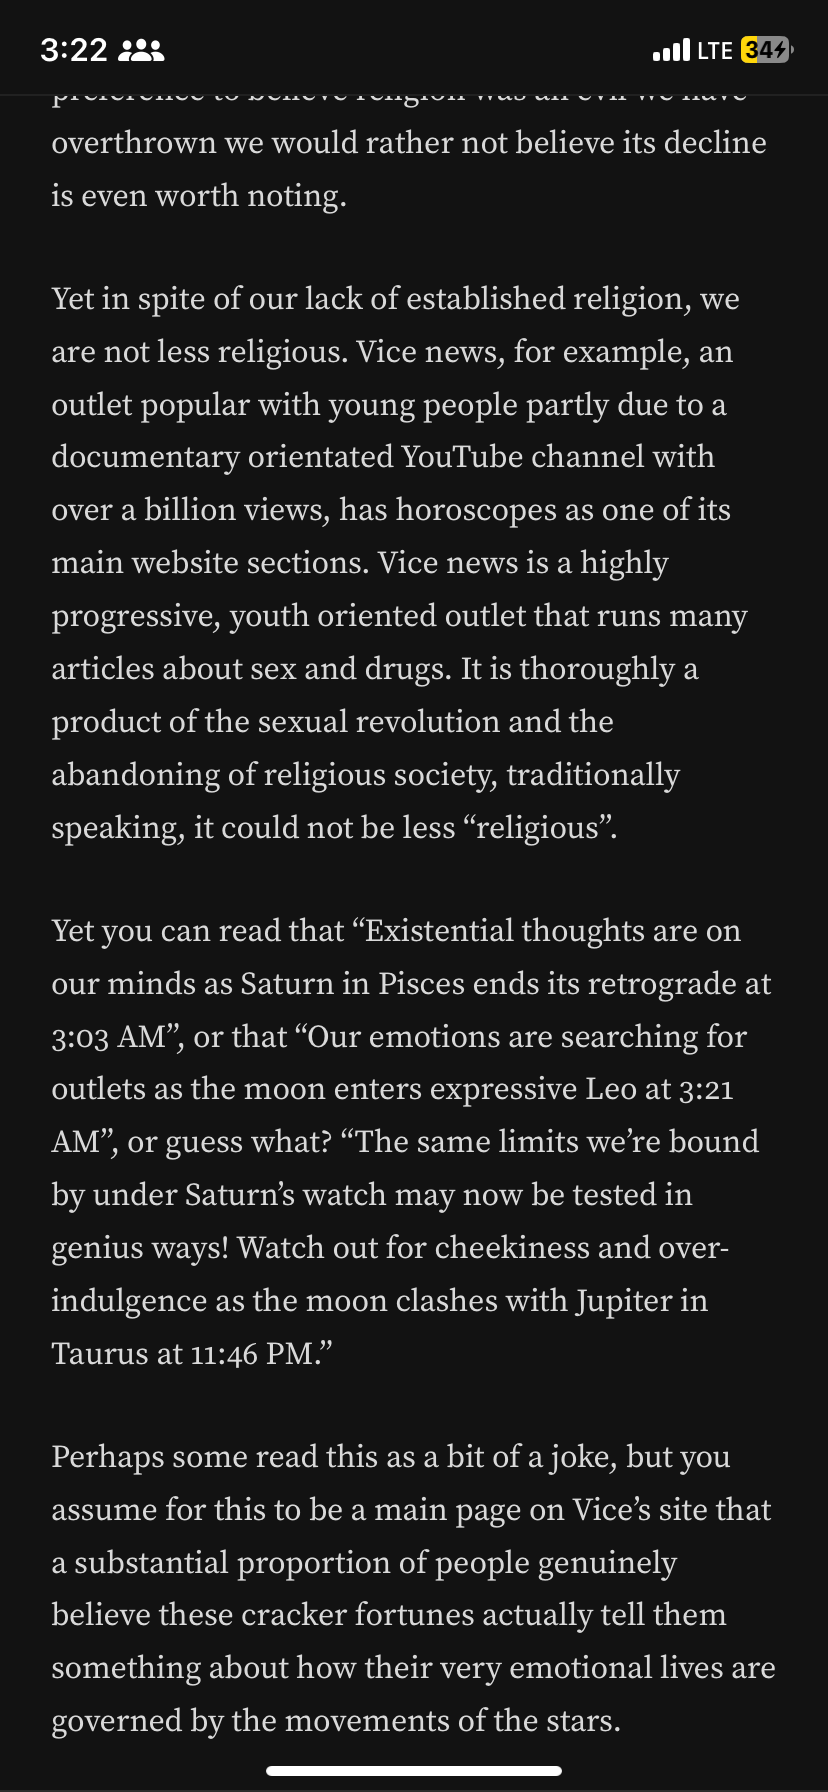 3:22
LTE 34
preference to believe religion was an evil we have
overthrown we would rather not believe its decline
is even worth noting.
Yet in spite of our lack of established religion, we
are not less religious. Vice news, for example, an
outlet popular with young people partly due to a
documentary orientated YouTube channel with
over a billion views, has horoscopes as one of its
main website sections. Vice news is a highly
progressive, youth oriented outlet that runs many
articles about sex and drugs. It is thoroughly a
product of the sexual revolution and the
abandoning of religious society, traditionally
speaking, it could not be less “religious”.
Yet you can read that “Existential thoughts are on
our minds as Saturn in Pisces ends its retrograde at
3:03 AM”, or that “Our emotions are searching for
outlets as the moon enters expressive Leo at 3:21
AM”, or guess what? “The same limits we’re bound
by under Saturn’s watch may now be tested in
genius ways! Watch out for cheekiness and over-
indulgence as the moon clashes with Jupiter in
Taurus at 11:46 PM.”
Perhaps some read this as a bit of a joke, but you
assume for this to be a main page on Vice’s site that
a substantial proportion of people genuinely
believe these cracker fortunes actually tell them
something about how their very emotional lives are
governed by the movements of the stars.